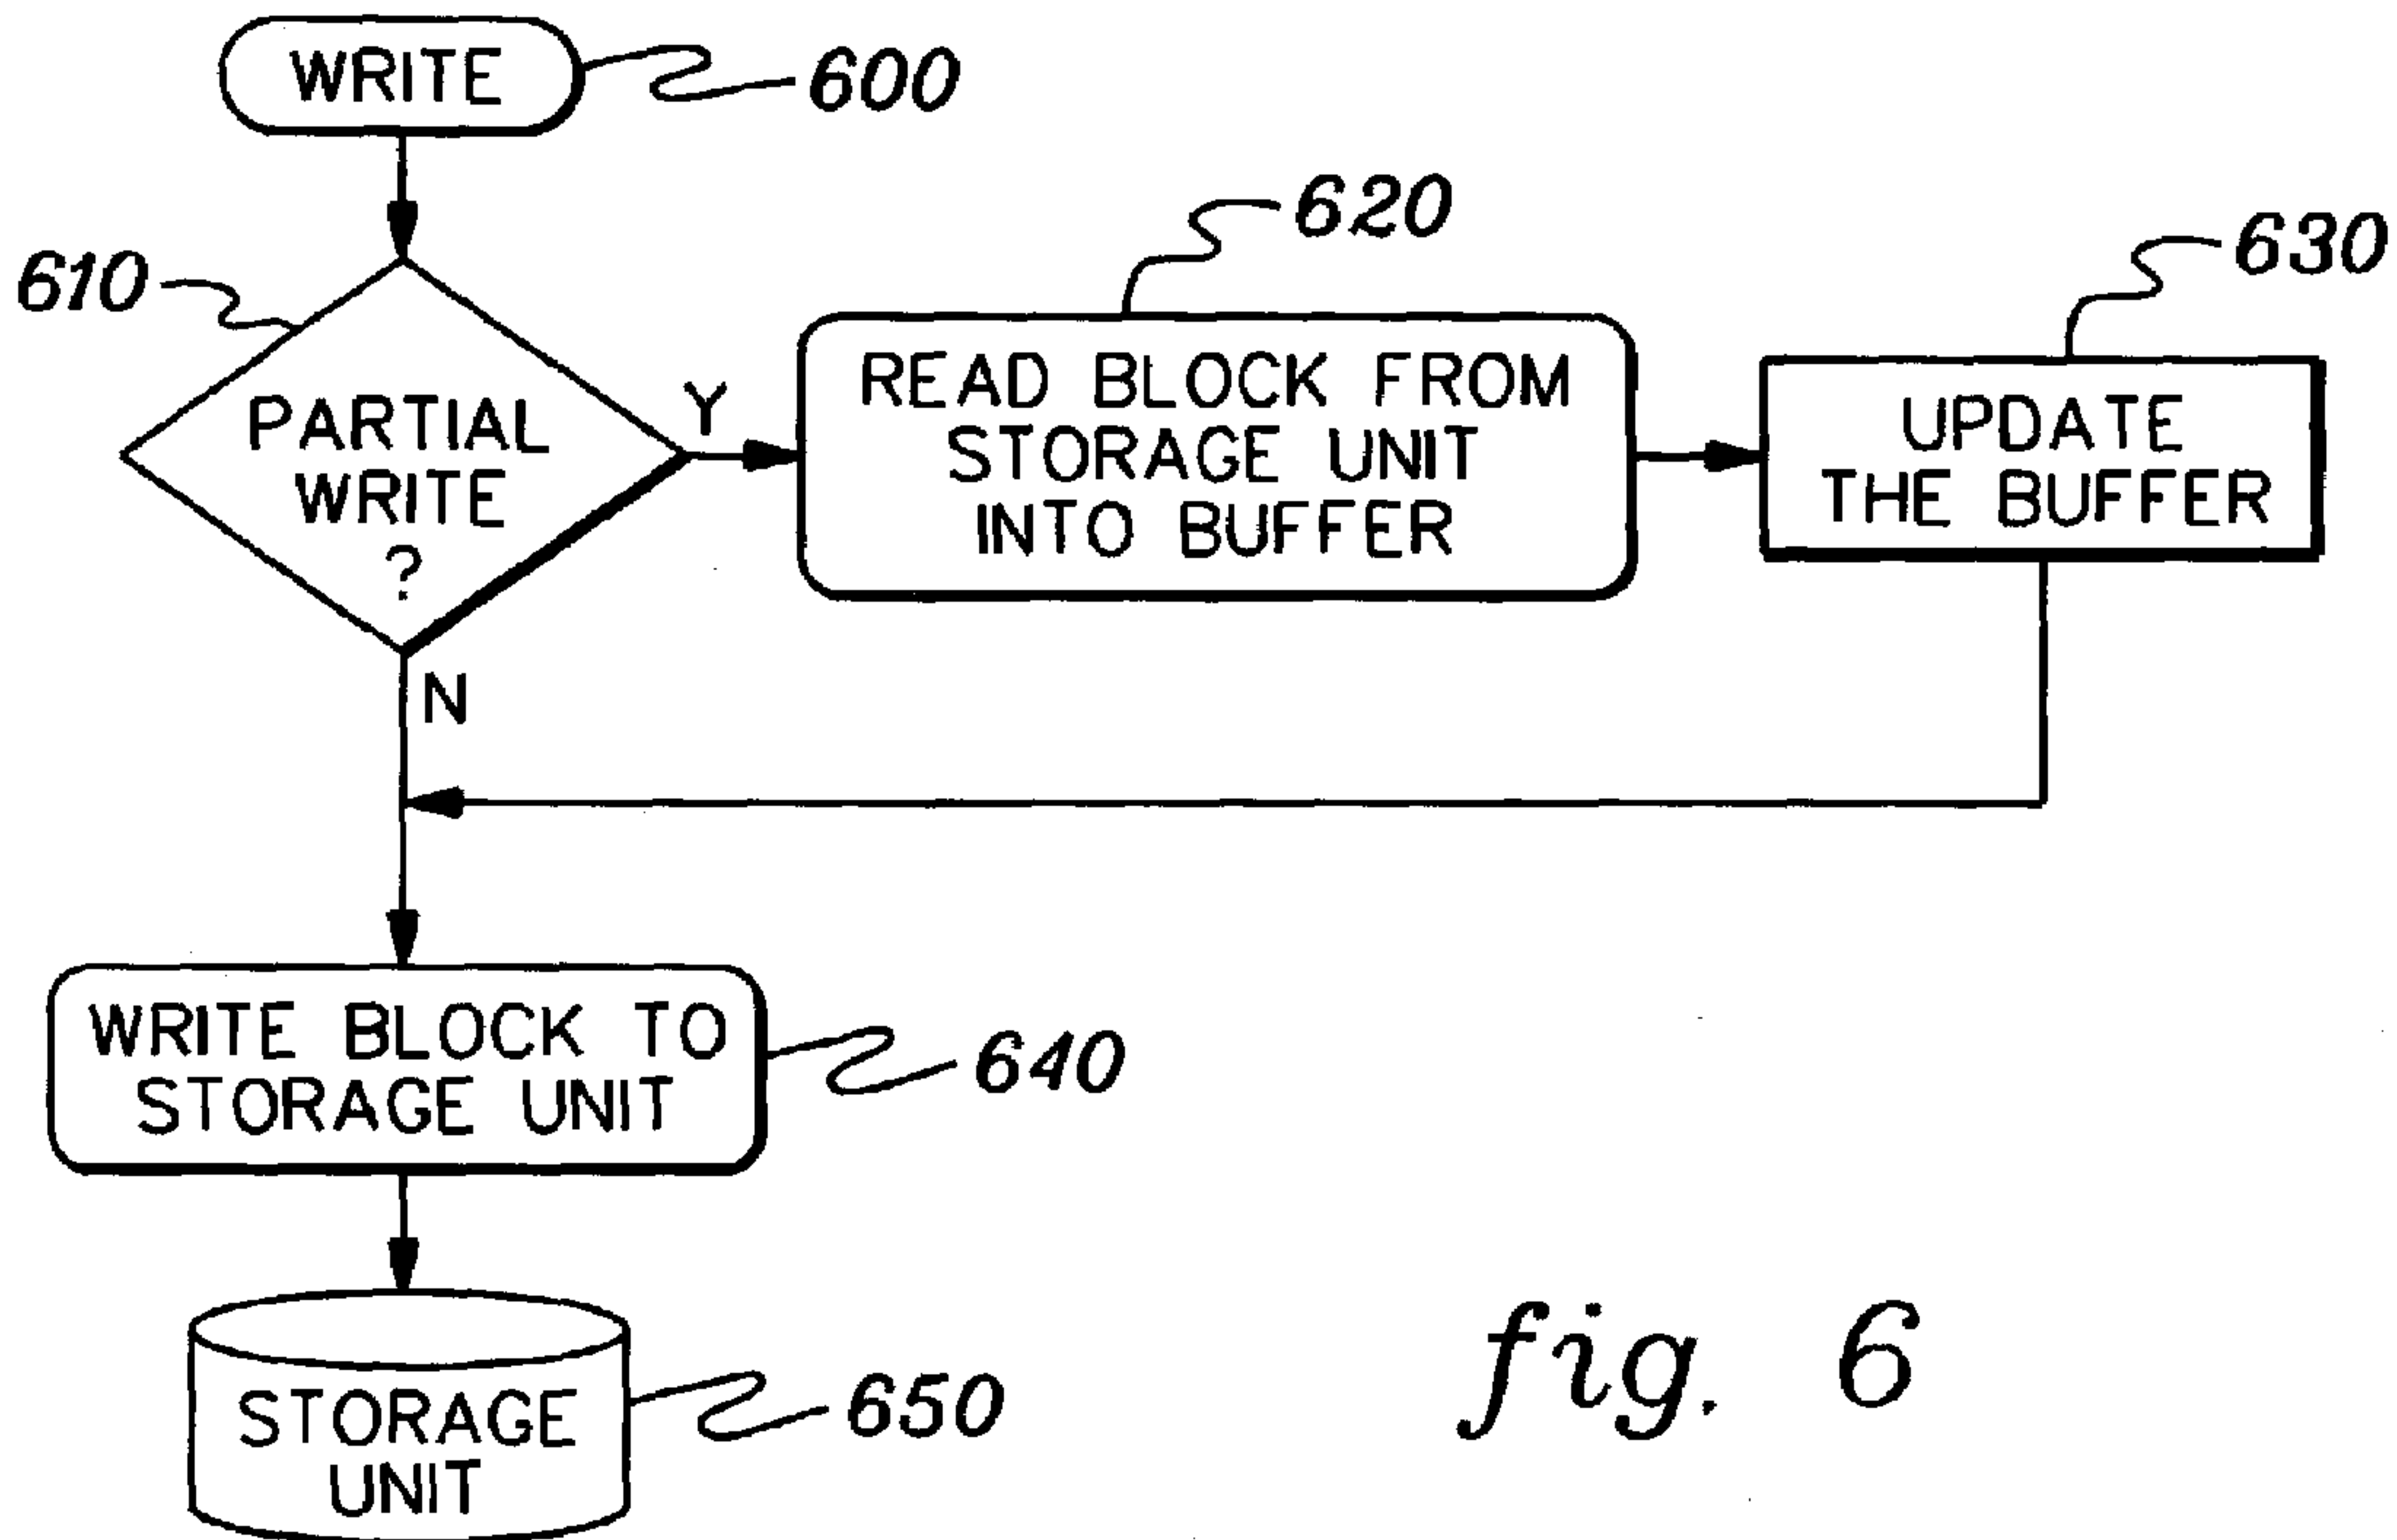 WRITE
600
610
PARTIAL
WRITE
?
Y
N
620
READ BLOCK FROM
STORAGE UNIT
INTO BUFFER
630
UPDATE
THE BUFFER
WRITE BLOCK TO
STORAGE UNIT
640
STORAGE
UNIT
650
fig. 6